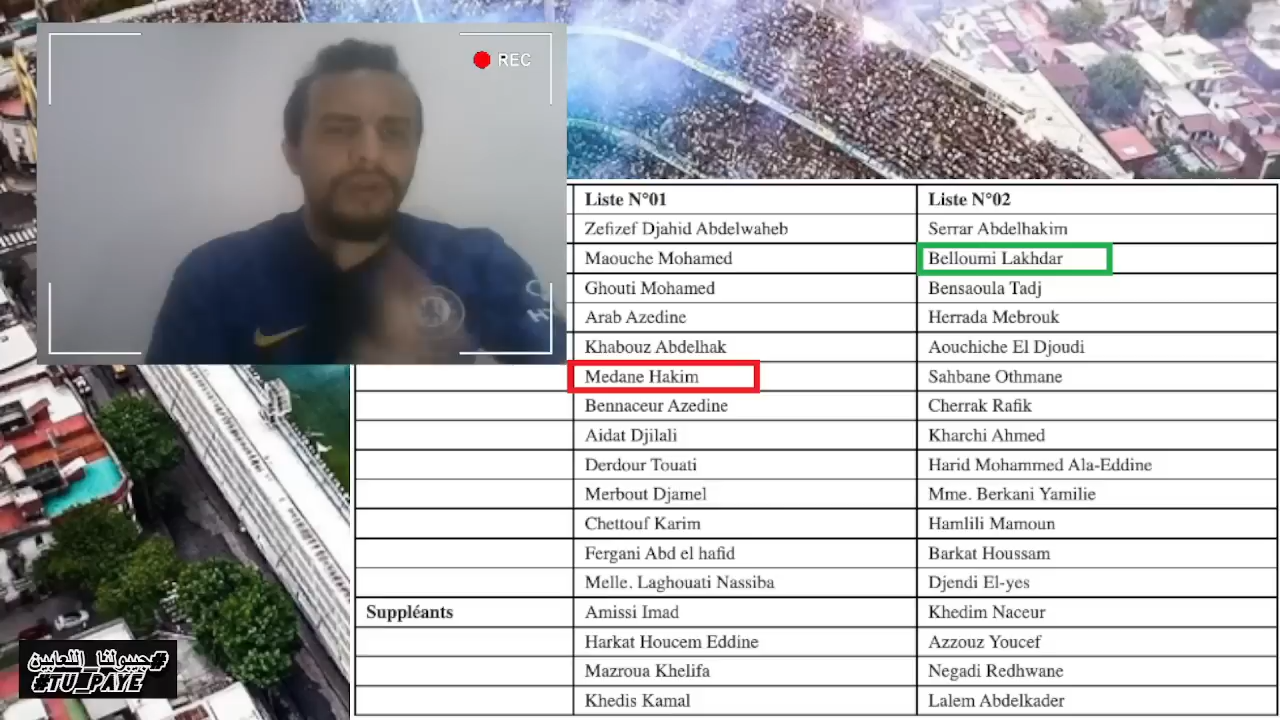 REC
Liste N°01 Liste N°02
Zefizef Djahid Abdelwaheb Serrar Abdelhakim
Maouche Mohamed Belloumi Lakhdar
Ghouti Mohamed Bensaoula Tadj
Arab Azedine Herrada Mebrouk
Khabouz Abdelhak Aouchiche El Djoudi
Medane Hakim Sahbane Othmane
Bennaceur Azedine Cherrak Rafik
Aidat Djilali Kharchi Ahmed
Derdour Touati Harid Mohammed Ala-Eddine
Merbout Djamel Mme. Berkani Yamilie
Chettouf Karim Hamlili Mamoun
Fergani Abd el hafid Barkat Houssam
Melle. Laghouati Nassiba Djendi El-yes
Suppléants Amissi Imad Khedim Naceur
Harkat Houcem Eddine Azzouz Youcef
Mazroua Khelifa Negadi Redhwane
Khedis Kamal Lalem Abdelkader
#جيبولنا_اللعابين
#TU_PAYE